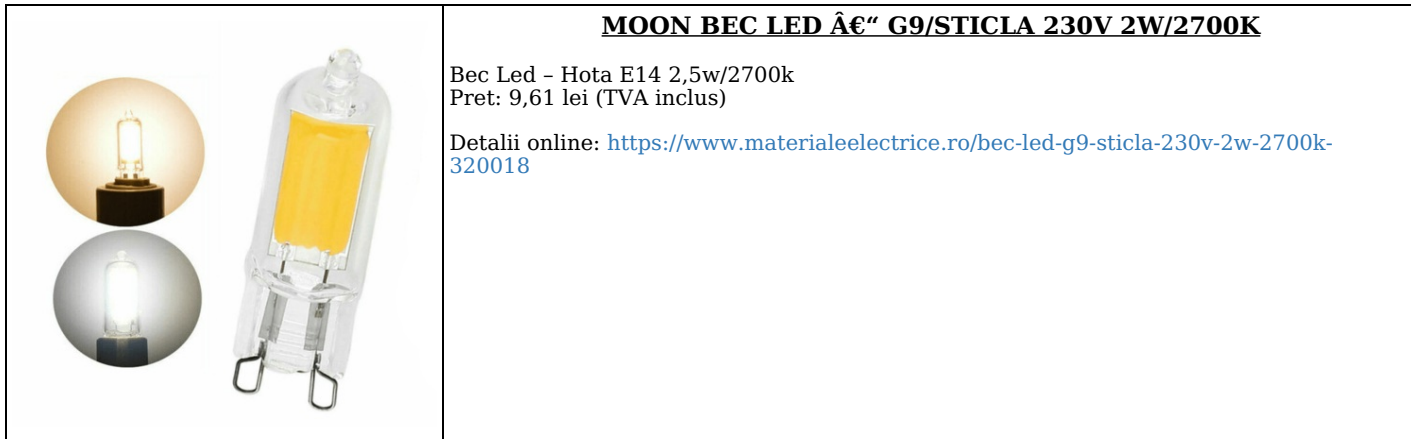 MOON BEC LED Â€“ G9/STICLA 230V 2W/2700K
Bec Led – Hota E14 2,5w/2700k
Pret: 9,61 lei (TVA inclus)
Detalii online: https://www.materialeelectrice.ro/bec-led-g9-sticla-230v-2w-2700k-
320018